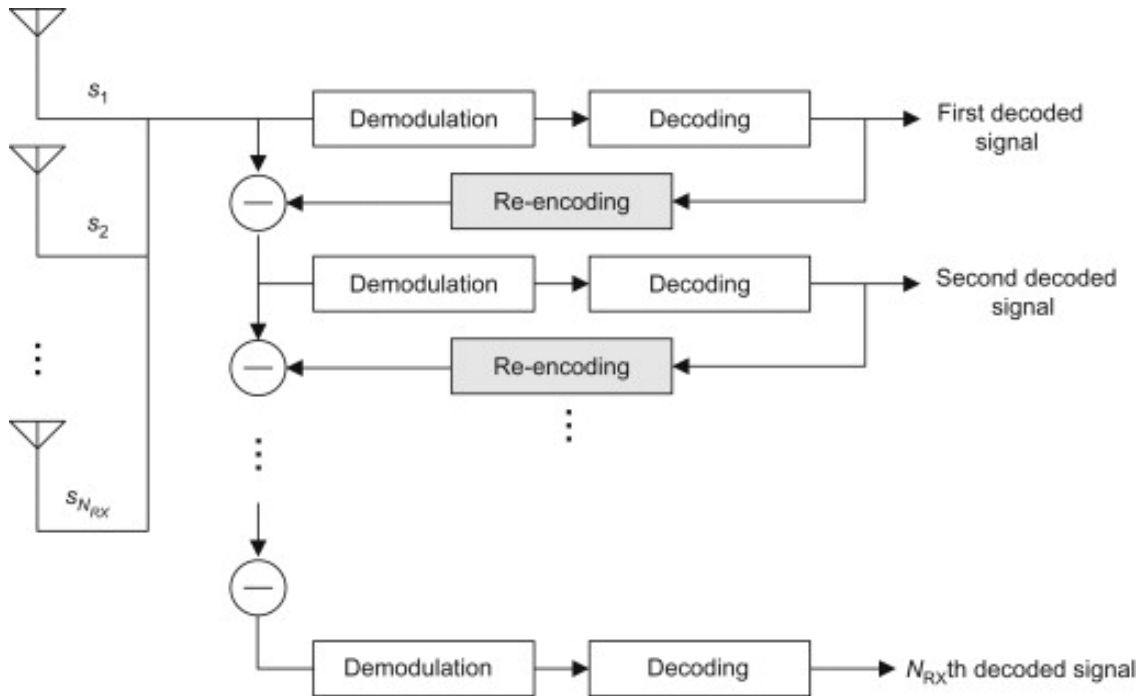 s1
Demodulation
Decoding
First decoded
signal
Re-encoding
s2
Demodulation
Decoding
Second decoded
signal
Re-encoding
sNRX
Demodulation
Decoding
NRXth decoded signal